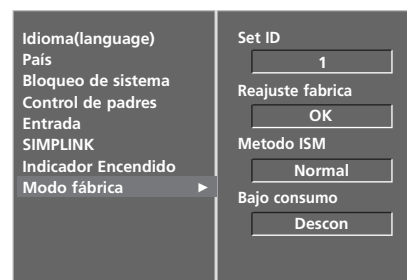 Idioma(language)
País
Bloqueo de sistema
Control de padres
Entrada
SIMPLINK
Indicador Encendido
Modo fábrica ►
Set ID
1
Reajuste fabrica
OK
Metodo ISM
Normal
Bajo consumo
Descon